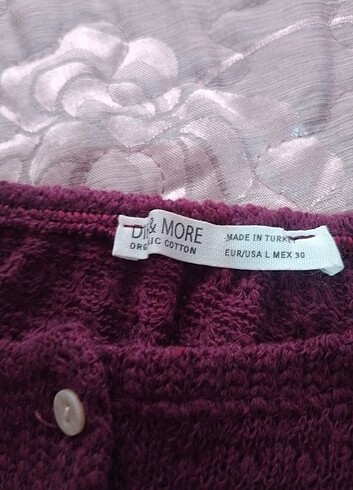 & MORE
ORGANIC COTTON
MADE IN TURKEY
EUR/USA L MEX 30